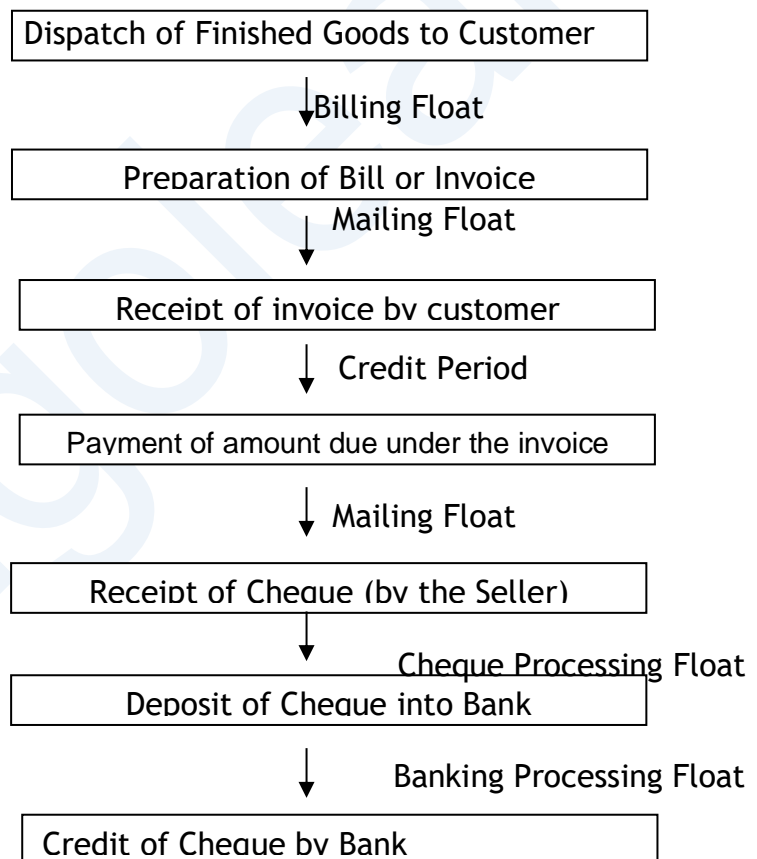 Dispatch of Finished Goods to Customer
Billing Float
Preparation of Bill or Invoice
Mailing Float
Receipt of invoice by customer
Credit Period
Payment of amount due under the invoice
Mailing Float
Receipt of Cheque (by the Seller)
Cheque Processing Float
Deposit of Cheque into Bank
Banking Processing Float
Credit of Cheque by Bank